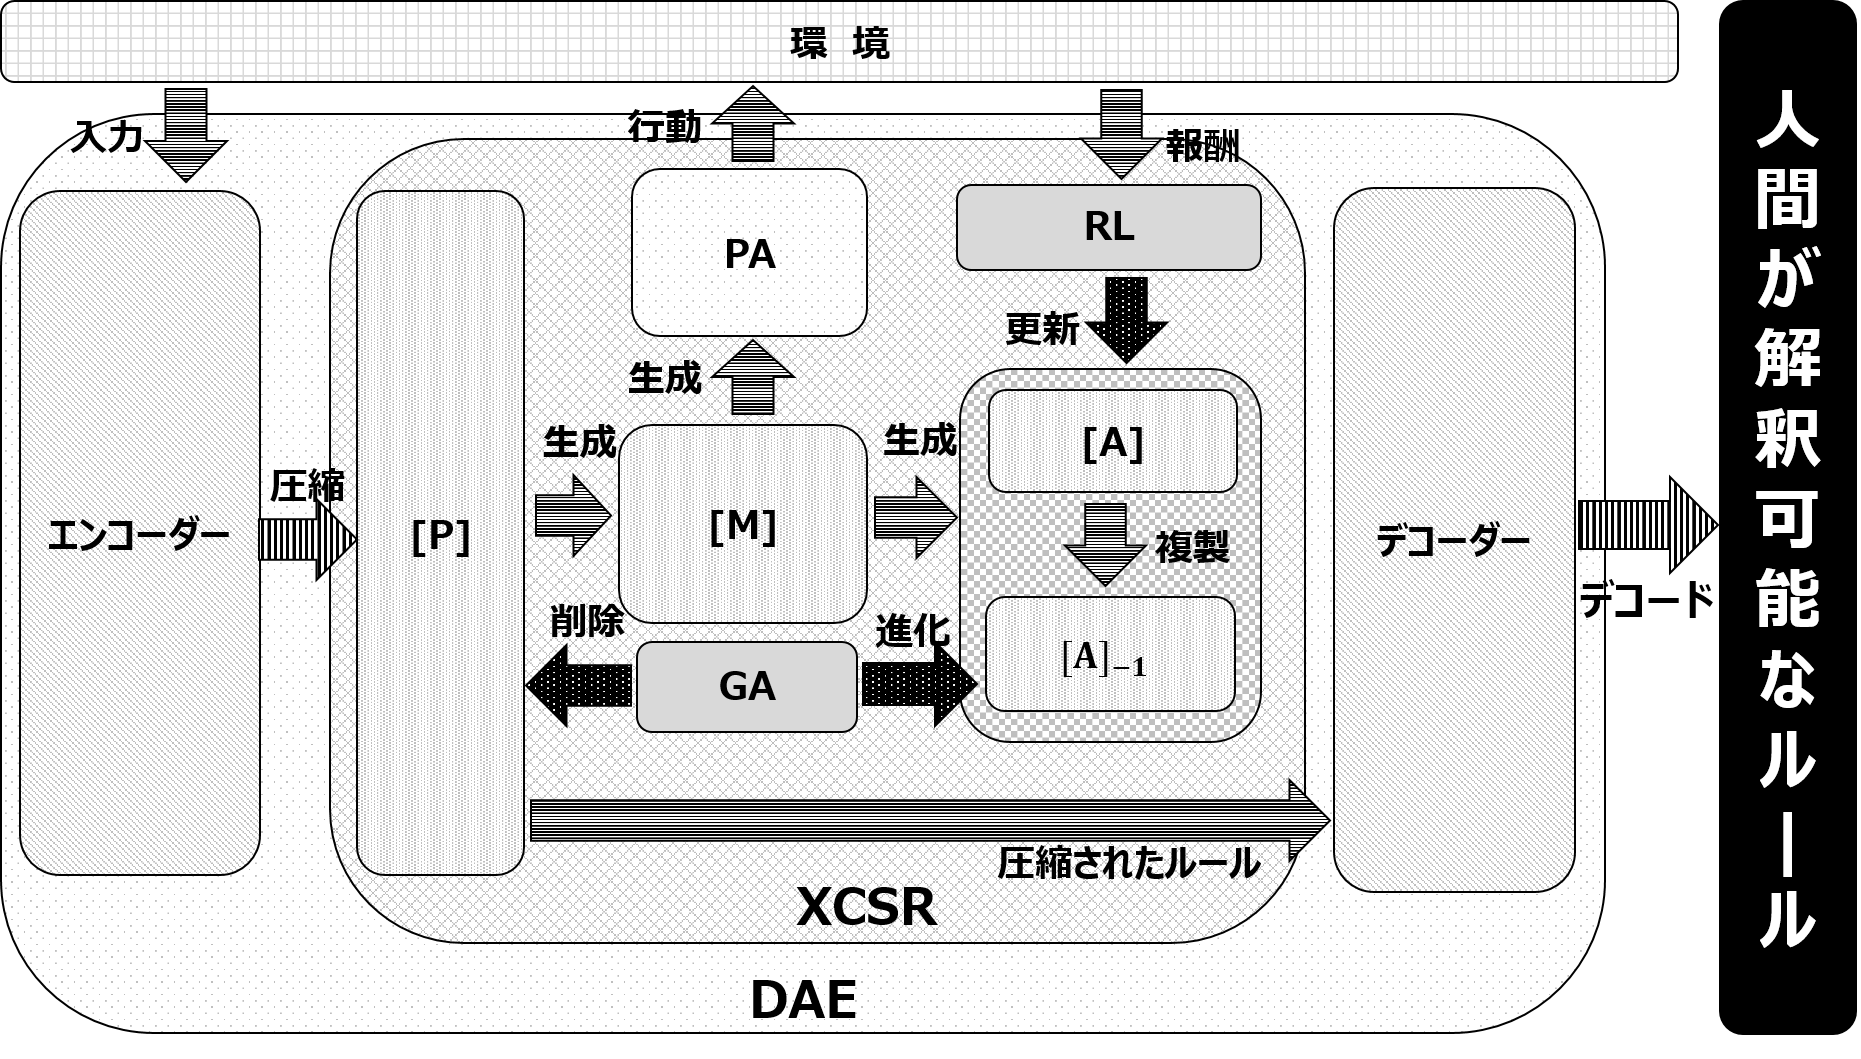 環 境
入力
行動
報酬
PA
RL
更新
生成
[A]
生成
生成
圧縮
エンコーダー
[P]
[M]
複製
デコーダー
デコード
削除
進化
GA
[A]₋₁
圧縮されたルール
XCSR
DAE
人間が解釈可能なルール